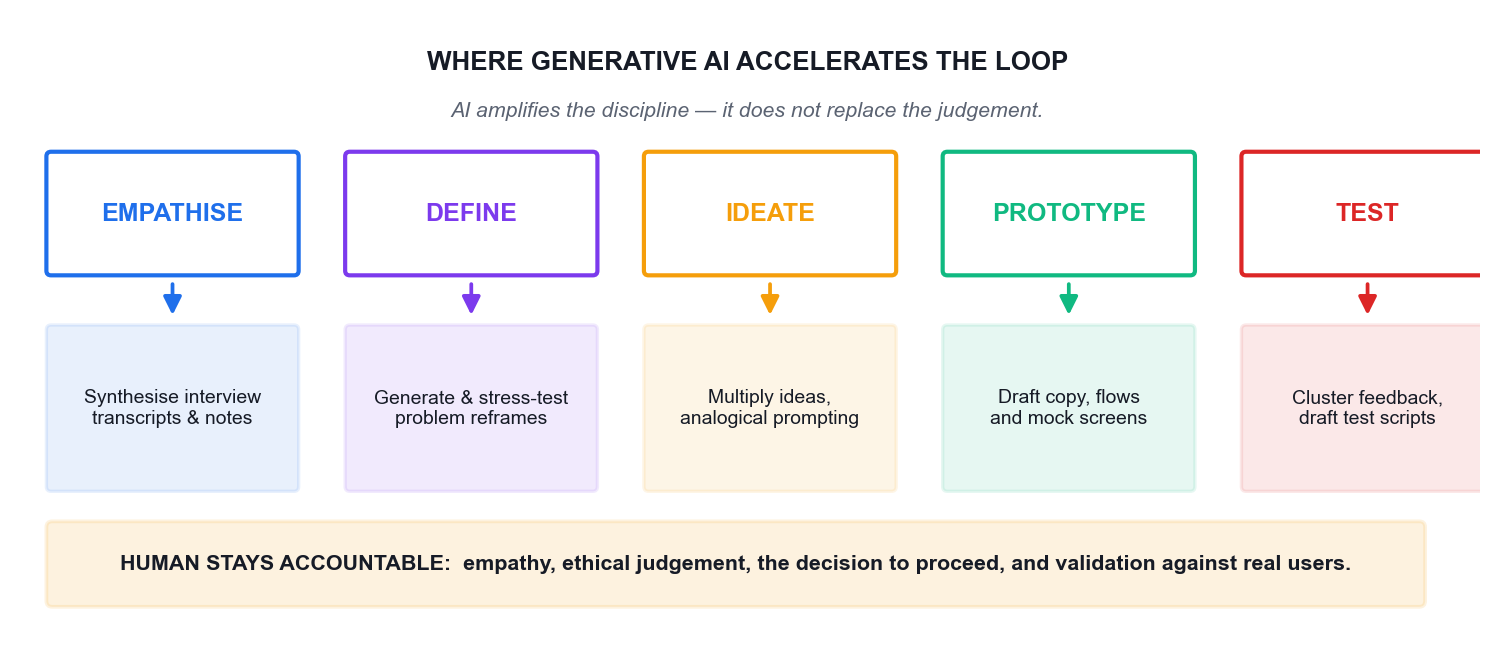 WHERE GENERATIVE AI ACCELERATES THE LOOP
AI amplifies the discipline — it does not replace the judgement.
EMPATHISE
DEFINE
IDEATE
PROTOTYPE
TEST
Synthesise interview
transcripts & notes
Generate & stress-test
problem reframes
Multiply ideas,
analogical prompting
Draft copy, flows
and mock screens
Cluster feedback,
draft test scripts
HUMAN STAYS ACCOUNTABLE:  empathy, ethical judgement, the decision to proceed, and validation against real users.